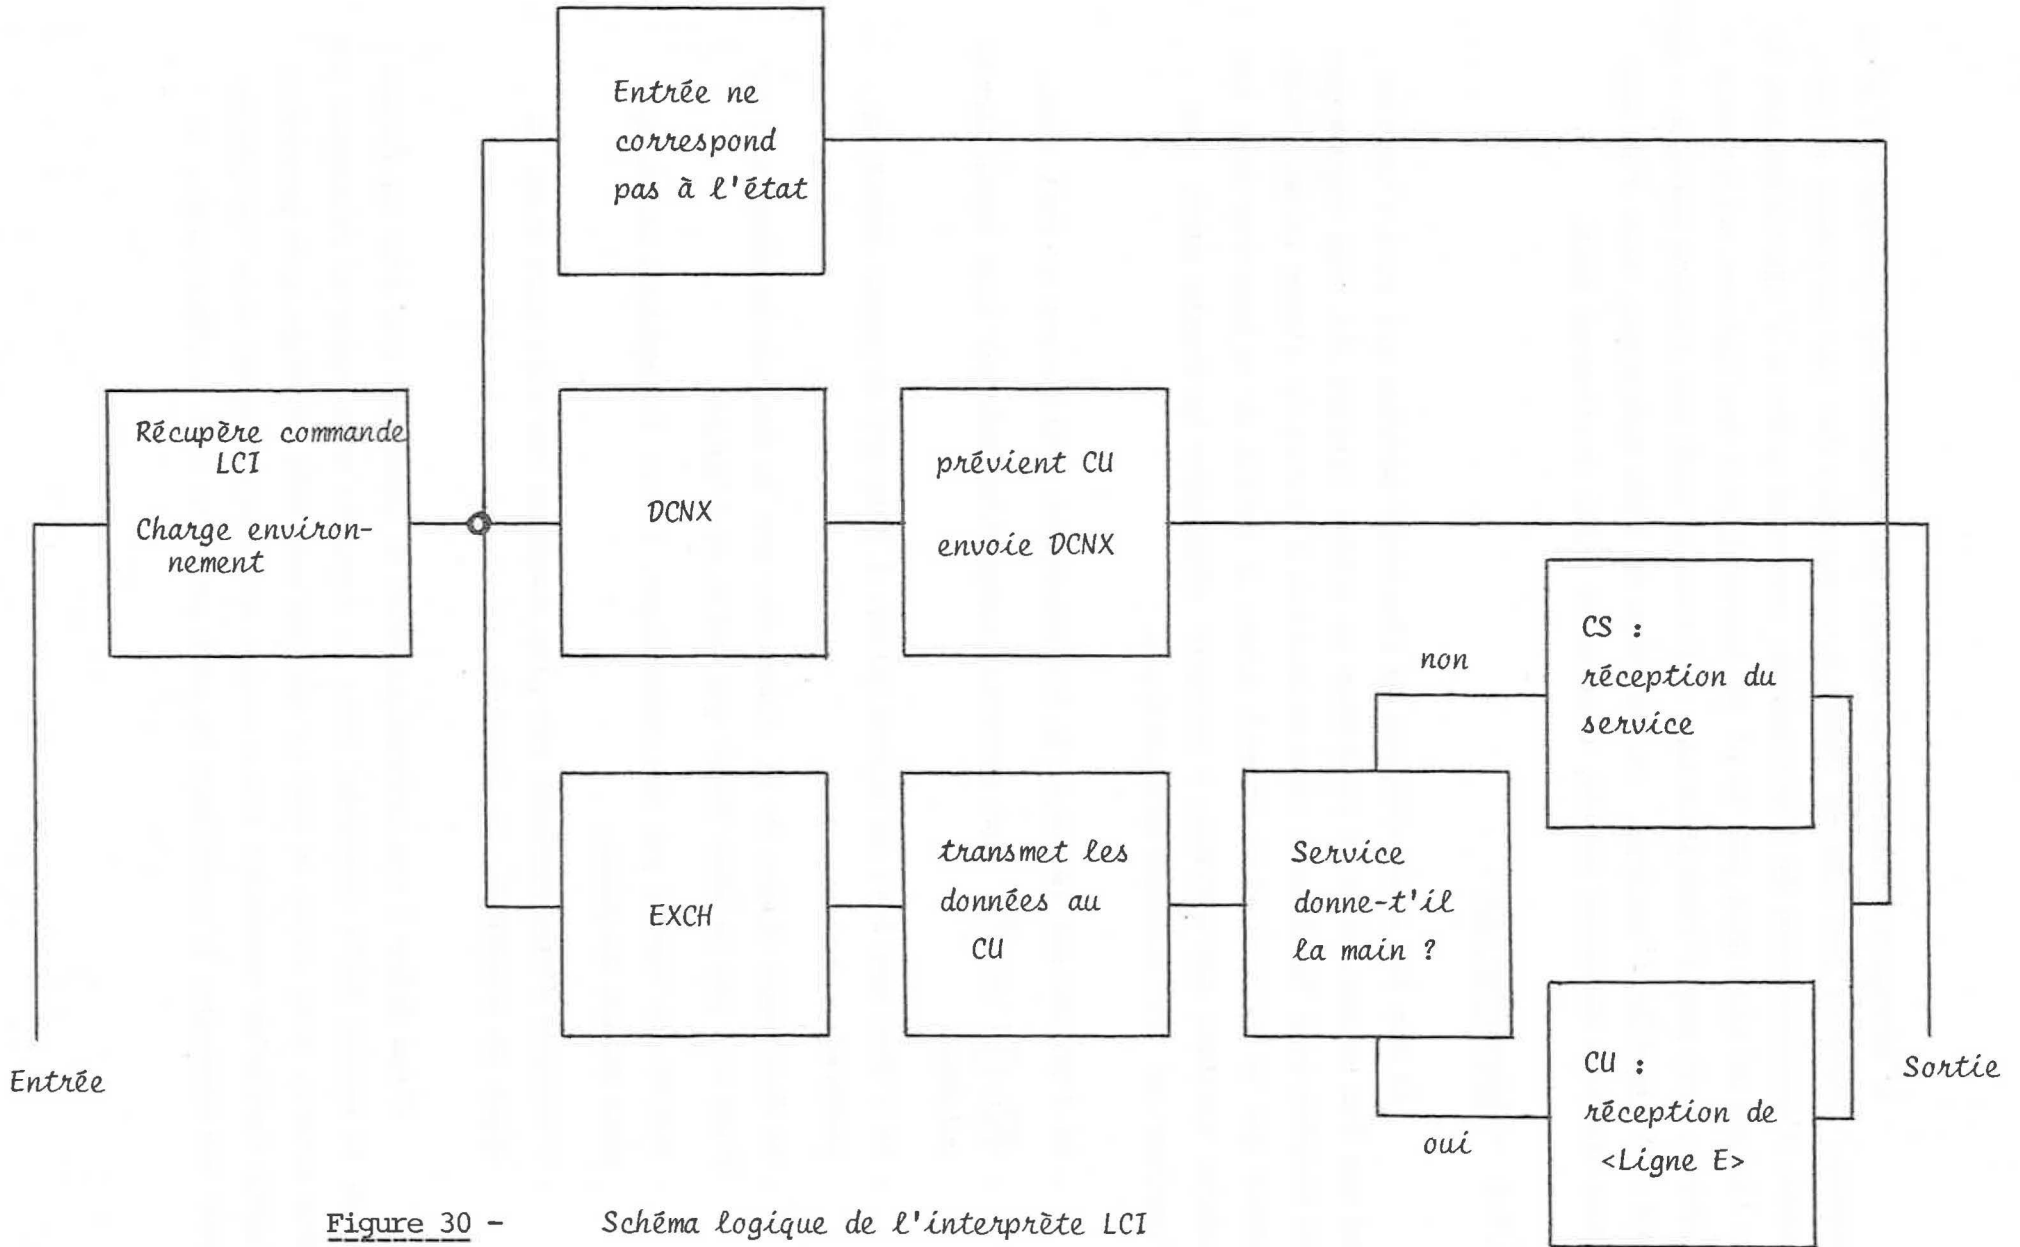 Entrée ne
correspond
pas à l'état
Récupère commande
LCI
Charge environ-
nement
DCNX
prévient CU
envoie DCNX
CS :
réception du
service
non
EXCH
transmet les
données au
CU
Service
donne-t'il
la main ?
CU :
réception de
<Ligne E>
oui
Entrée
Sortie
Figure 30 - Schéma logique de l'interprète LCI